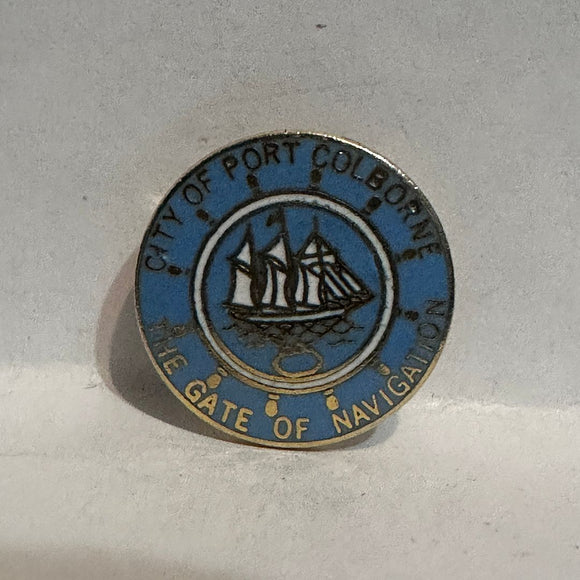 CITY OF PORT COLBORNE
THE GATE OF NAVIGATION